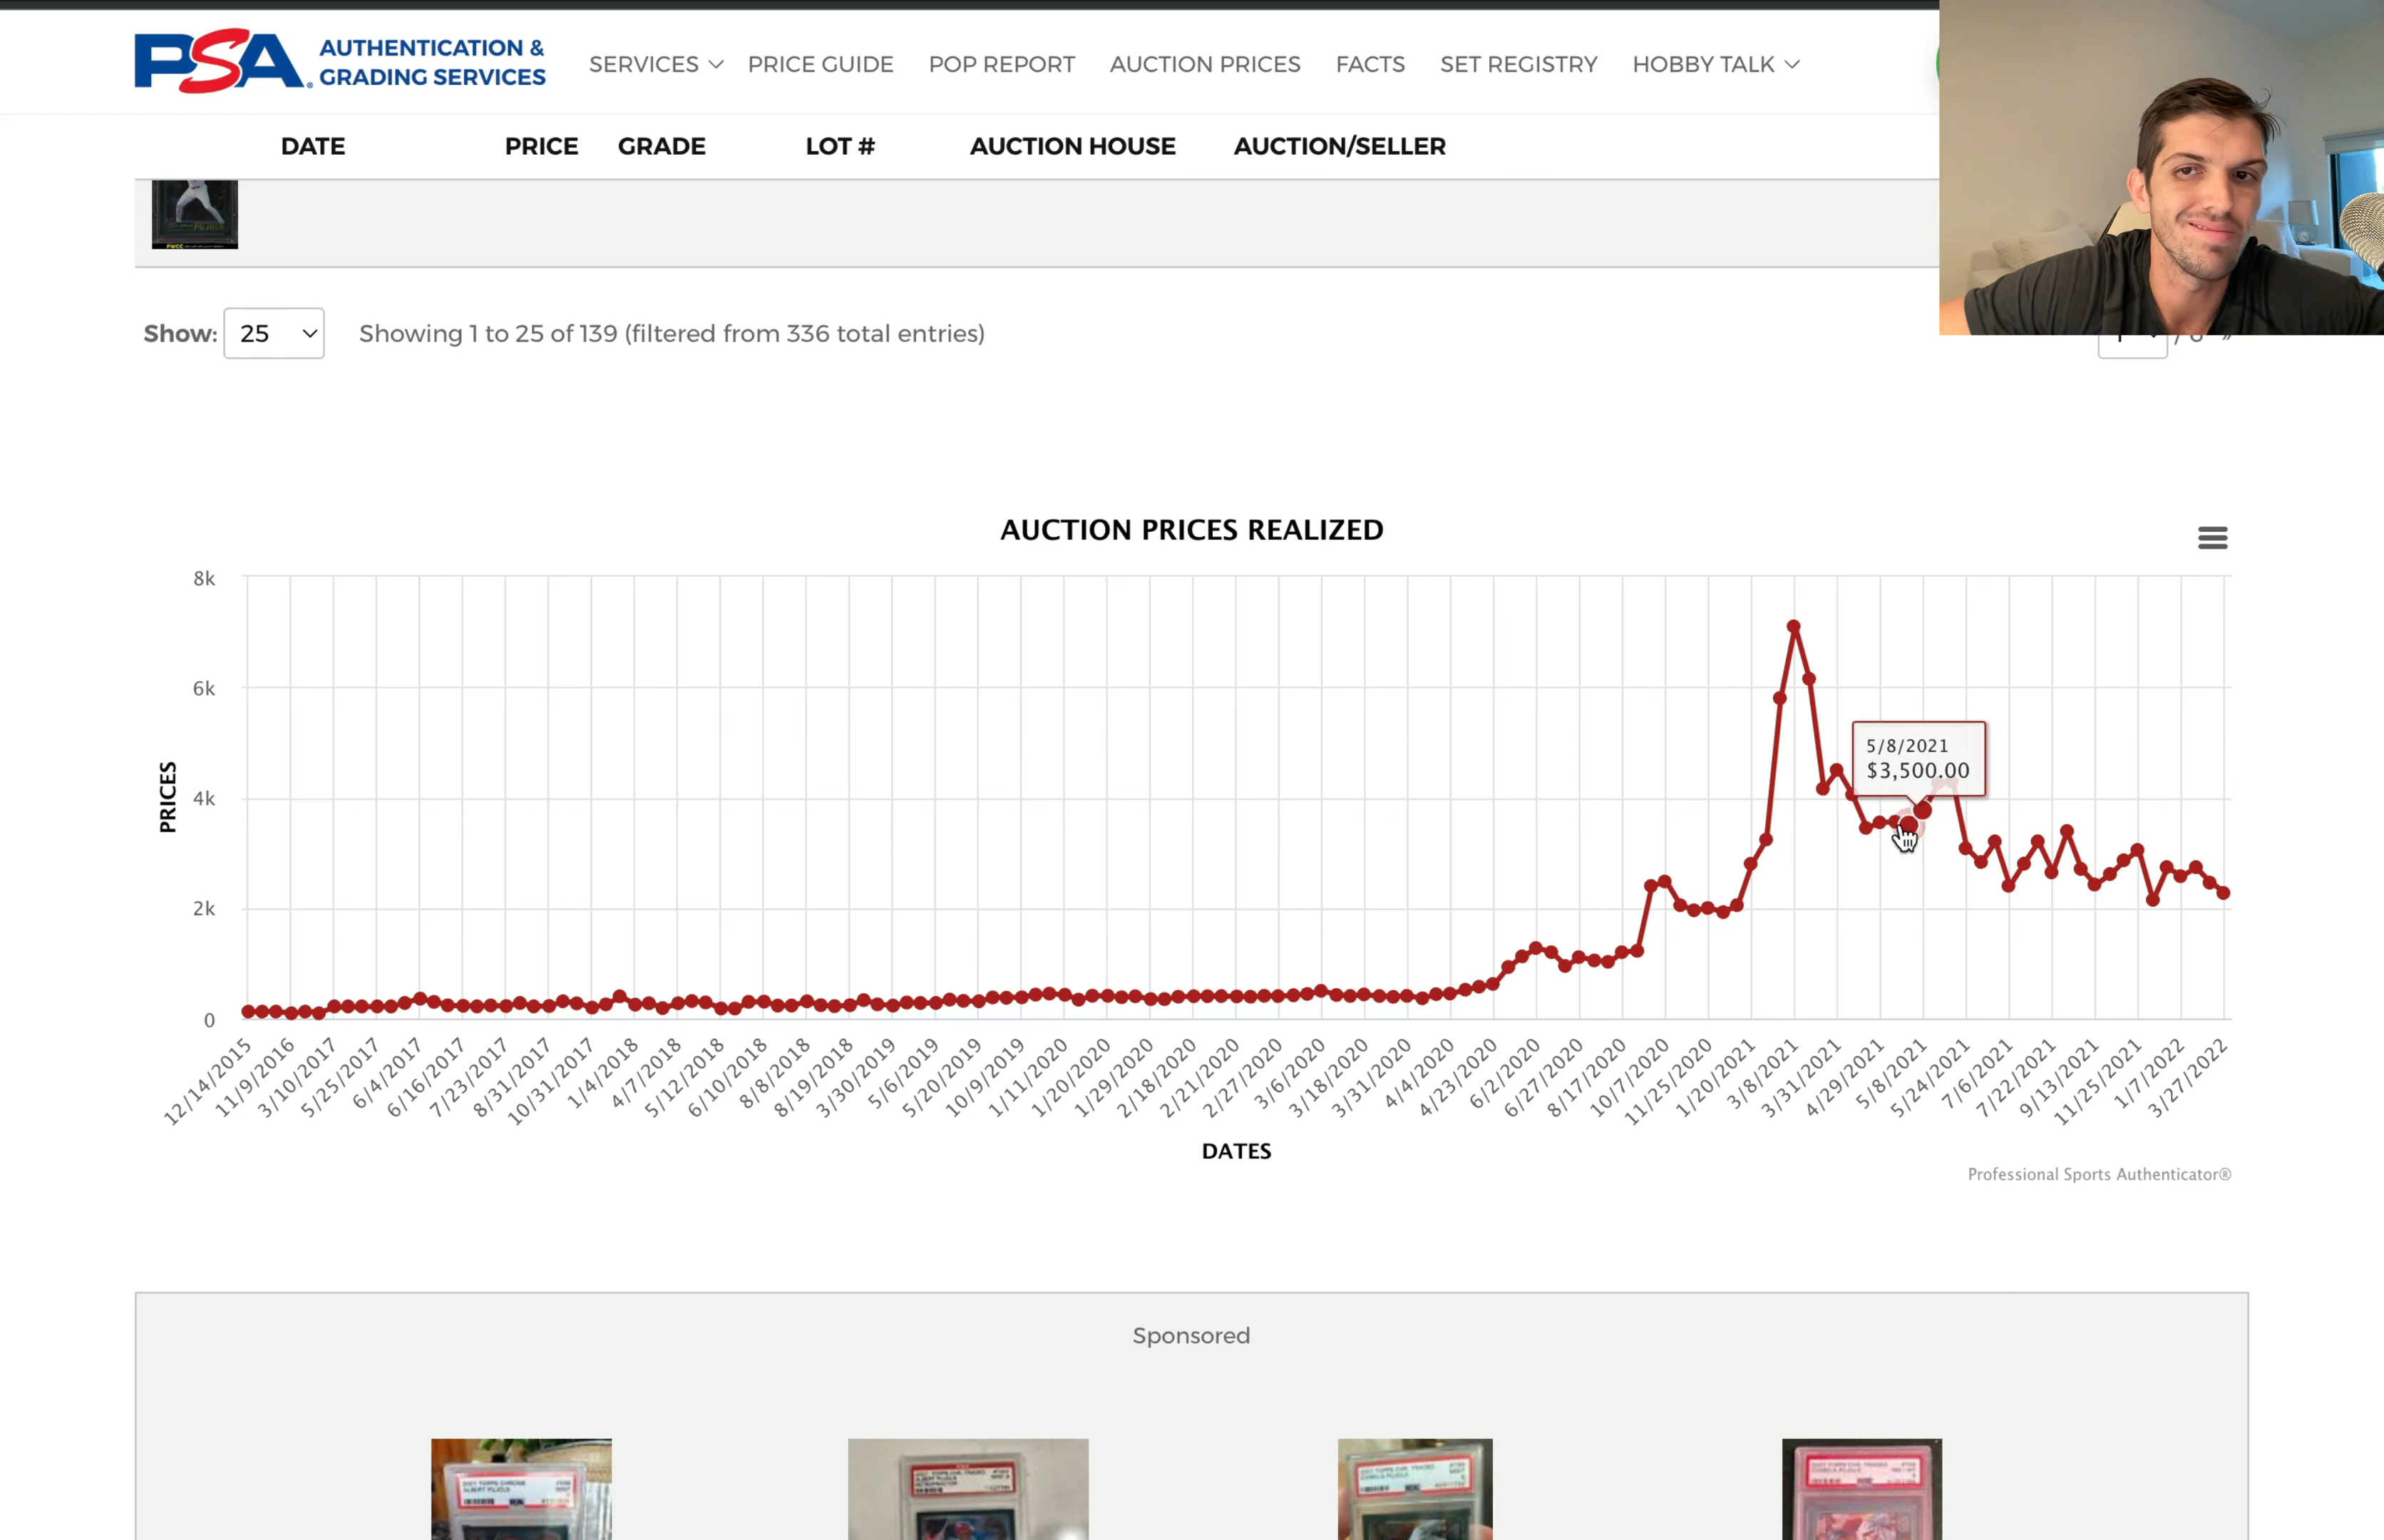 PSA
AUTHENTICATION &
GRADING SERVICES
SERVICES
PRICE GUIDE
POP REPORT
AUCTION PRICES
FACTS
SET REGISTRY
HOBBY TALK
DATE
PRICE
GRADE
LOT #
AUCTION HOUSE
AUCTION/SELLER
PUJOLS
PWCC
Show: 25
Showing 1 to 25 of 139 (filtered from 336 total entries)
AUCTION PRICES REALIZED
8k
6k
4k
2k
0
PRICES
5/8/2021
$3,500.00
12/14/2015
11/9/2016
3/10/2017
5/25/2017
6/4/2017
6/16/2017
7/23/2017
8/31/2017
10/31/2017
1/4/2018
4/7/2018
5/12/2018
6/10/2018
8/8/2018
8/19/2018
3/30/2019
5/6/2019
5/20/2019
10/9/2019
1/11/2020
1/20/2020
1/29/2020
2/18/2020
2/21/2020
2/27/2020
3/6/2020
3/18/2020
3/31/2020
4/4/2020
4/23/2020
6/2/2020
6/27/2020
8/17/2020
10/7/2020
11/25/2020
1/20/2021
3/8/2021
3/31/2021
4/29/2021
5/8/2021
5/24/2021
7/6/2021
7/22/2021
9/13/2021
11/25/2021
1/7/2022
3/27/2022
DATES
Professional Sports Authenticator®
Sponsored
ALBERT PUJOLS
ALBERT PUJOLS